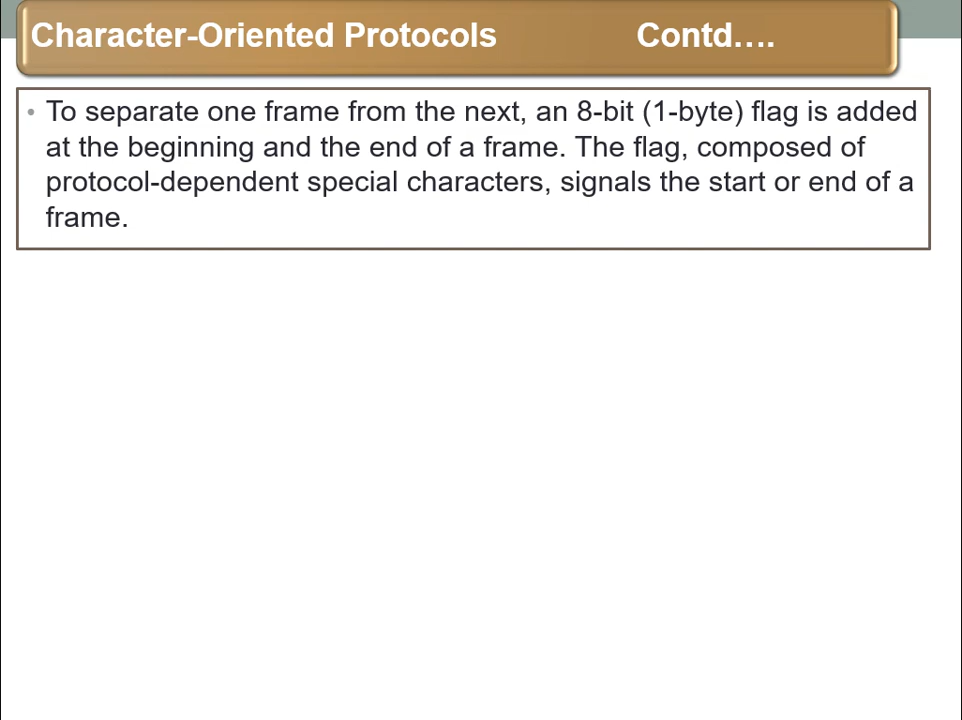 Character-Oriented Protocols Contd….
• To separate one frame from the next, an 8-bit (1-byte) flag is added
at the beginning and the end of a frame. The flag, composed of
protocol-dependent special characters, signals the start or end of a
frame.